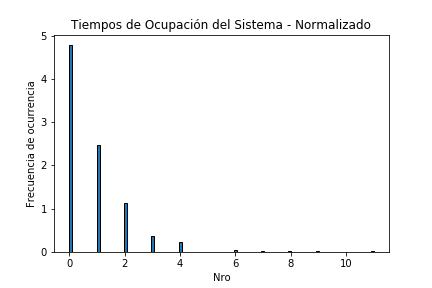 Tiempos de Ocupación del Sistema - Normalizado
Frecuencia de ocurrencia
5
4
3
2
1
0
0 2 4 6 8 10
Nro